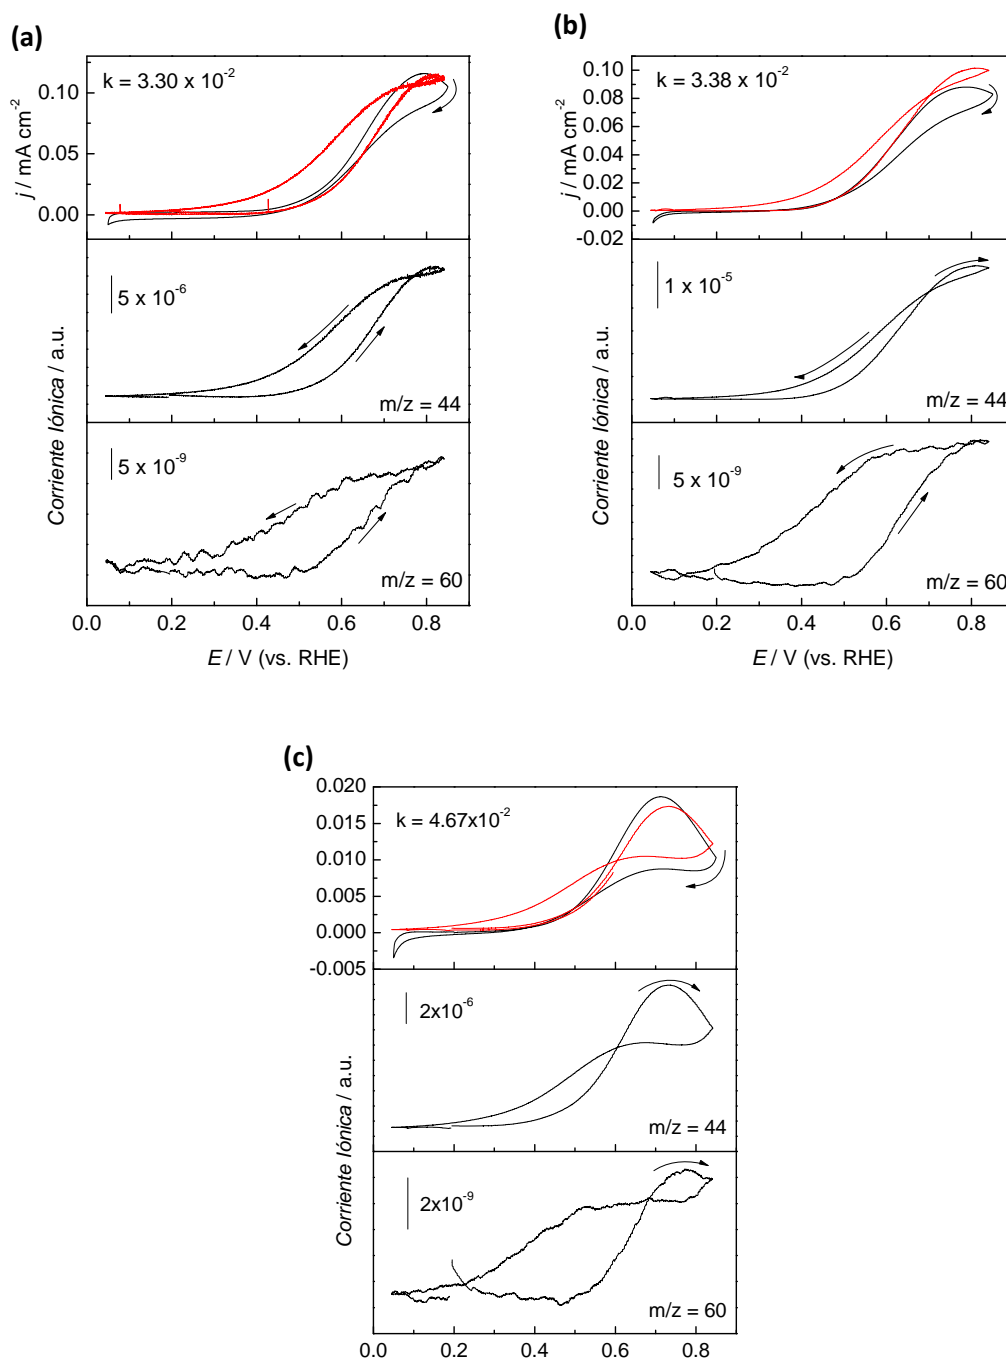 (a)
k = 3.30 x 10⁻²
0.10
0.05
0.00
j / mA cm⁻²
5 x 10⁻⁶
m/z = 44
5 x 10⁻⁹
m/z = 60
Corriente Iónica / a.u.
0.0 0.2 0.4 0.6 0.8
E / V (vs. RHE)
(b)
k = 3.38 x 10⁻²
0.10
0.08
0.06
0.04
0.02
0.00
-0.02
j / mA cm⁻²
1 x 10⁻⁵
m/z = 44
5 x 10⁻⁹
m/z = 60
Corriente Iónica / a.u.
0.0 0.2 0.4 0.6 0.8
E / V (vs. RHE)
(c)
k = 4.67x10⁻²
0.020
0.015
0.010
0.005
0.000
-0.005
2x10⁻⁶
m/z = 44
2x10⁻⁹
m/z = 60
Corriente Iónica / a.u.
0.0 0.2 0.4 0.6 0.8